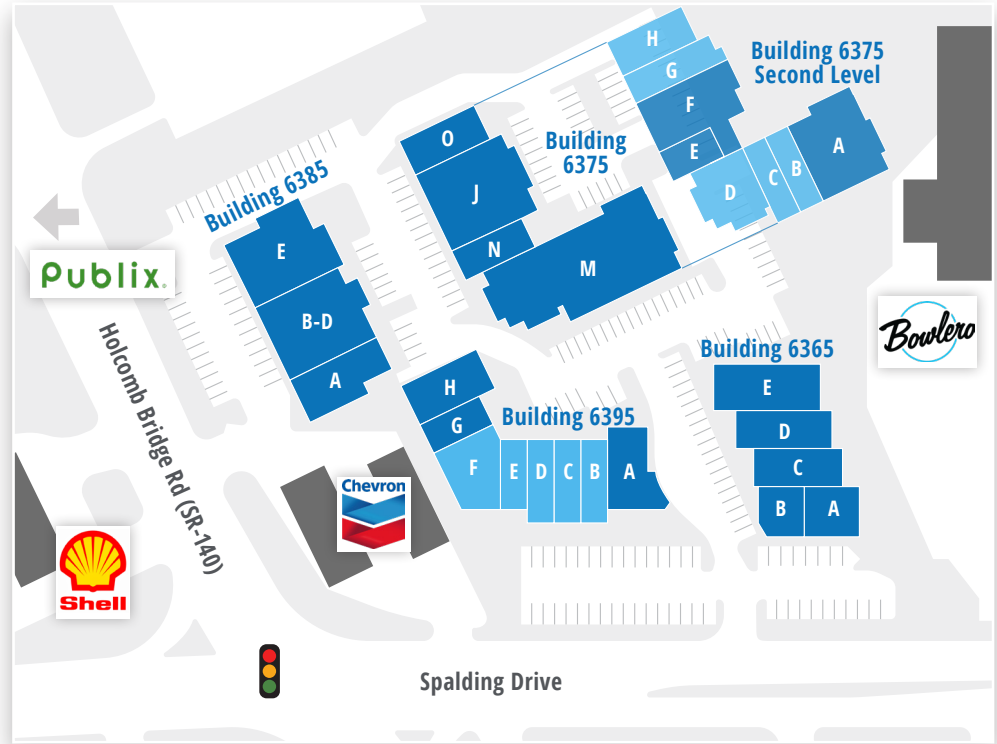 H
G
F
E
Building 6375
Second Level
D
C
B
A
O
J
N
M
Building
6375
Building 6385
E
B-D
A
Publix.
Holcomb Bridge Rd (SR-140)
Bowlero
Building 6365
E
D
C
B
A
Building 6395
H
G
F
E
D
C
B
A
Chevron
Shell
Spalding Drive